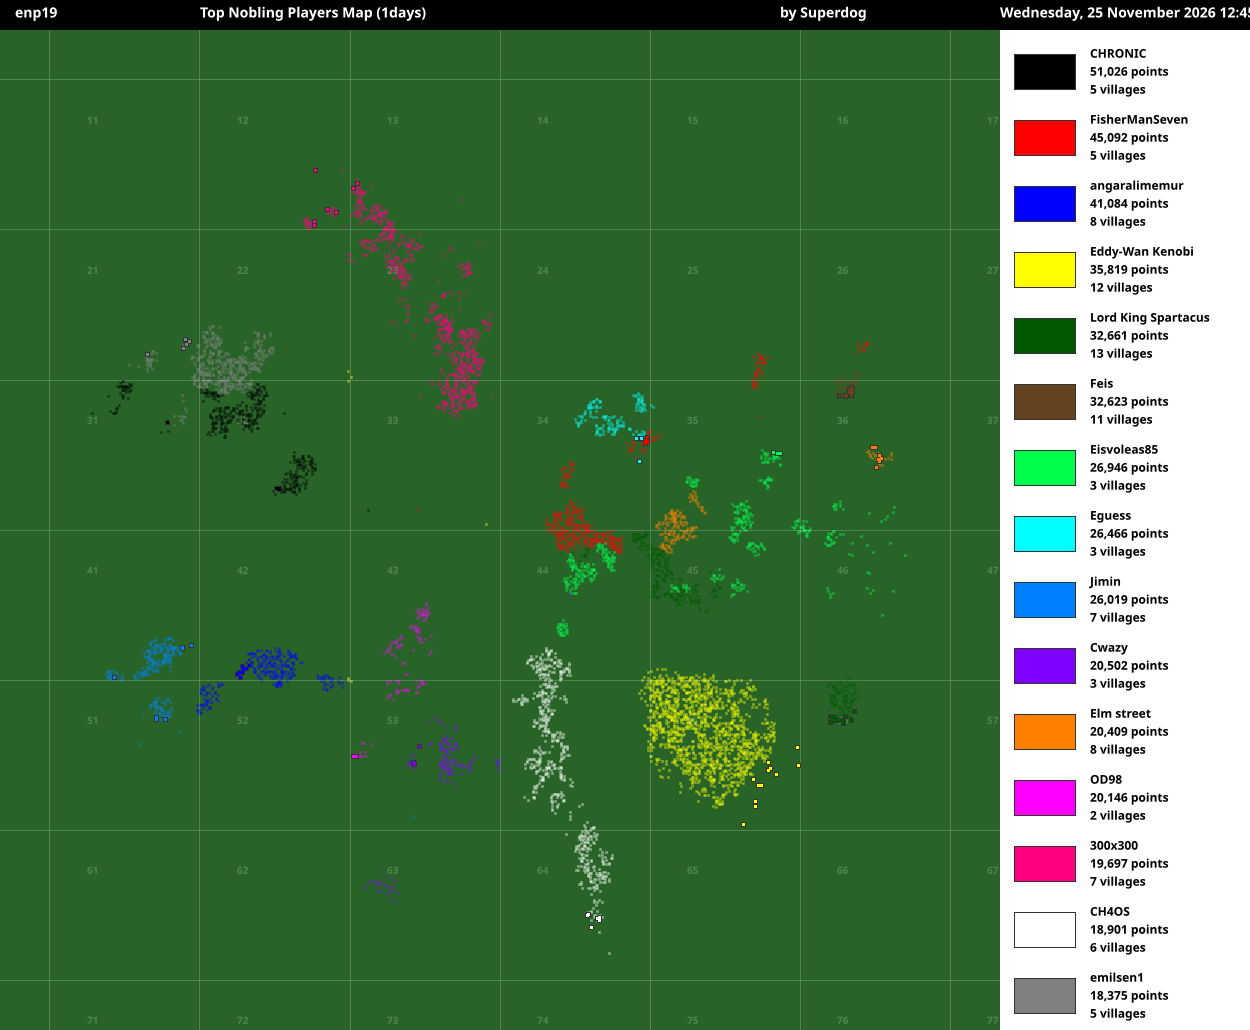 enp19 Top Nobling Players Map (1days) by Superdog Wednesday, 25 November 2026 12:45
CHRONIC
51,026 points
5 villages
FisherManSeven
45,092 points
5 villages
angaralimemur
41,084 points
8 villages
Eddy-Wan Kenobi
35,819 points
12 villages
Lord King Spartacus
32,661 points
13 villages
Feis
32,623 points
11 villages
Eisvoleas85
26,946 points
3 villages
Eguess
26,466 points
3 villages
Jimin
26,019 points
7 villages
Cwazy
20,502 points
3 villages
Elm street
20,409 points
8 villages
OD98
20,146 points
2 villages
300x300
19,697 points
7 villages
CH4OS
18,901 points
6 villages
emilsen1
18,375 points
5 villages
11 12 13 14 15 16 17
21 22 23 24 25 26 27
31 34 35 36 37
41 42 43 44 45 46 47
51 52 53 57
61 62 63 64 65 66 67
71 72 73 74 75 76 77